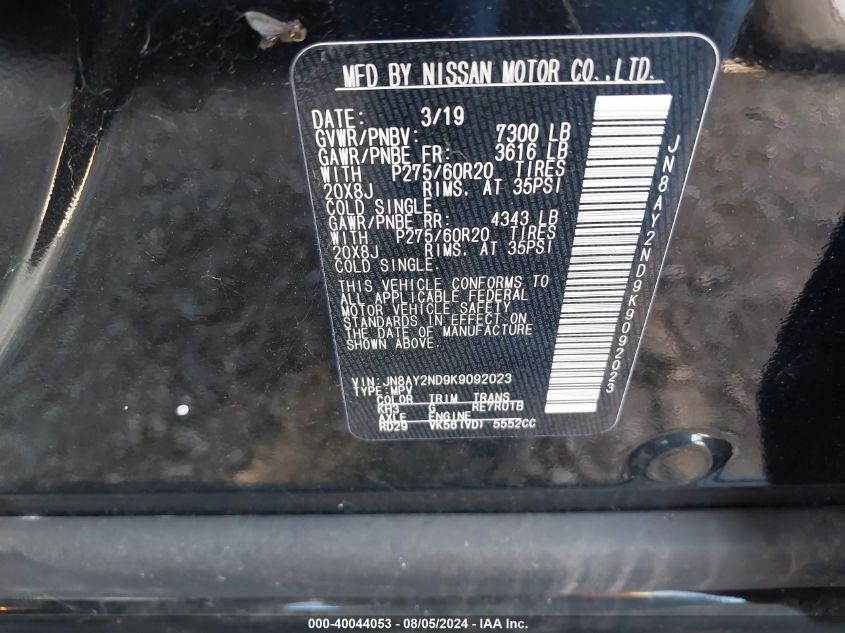 MFD BY NISSAN MOTOR CO.,LTD.
DATE: 3/19
GVWR/PNBV: 7300 LB
GAWR/PNBE FR: 3616 LB
WITH P275/60R20 TIRES
20X8J RIMS. AT 35PSI
COLD SINGLE.
GAWR/PNBE RR: 4343 LB
WITH P275/60R20 TIRES
20X8J RIMS. AT 35PSI
COLD SINGLE.
THIS VEHICLE CONFORMS TO
ALL APPLICABLE FEDERAL
MOTOR VEHICLE SAFETY
STANDARDS IN EFFECT ON
THE DATE OF MANUFACTURE
SHOWN ABOVE.
VIN:JN8AY2ND9K9092023
TYPE:MPV
COLOR TRIM TRANS
KH3 G RE7R01B
AXLE ENGINE
RD29 VK56(VD) 5552CC
JN8AY2ND9K9092023
000-40044053 - 08/05/2024 - IAA Inc.